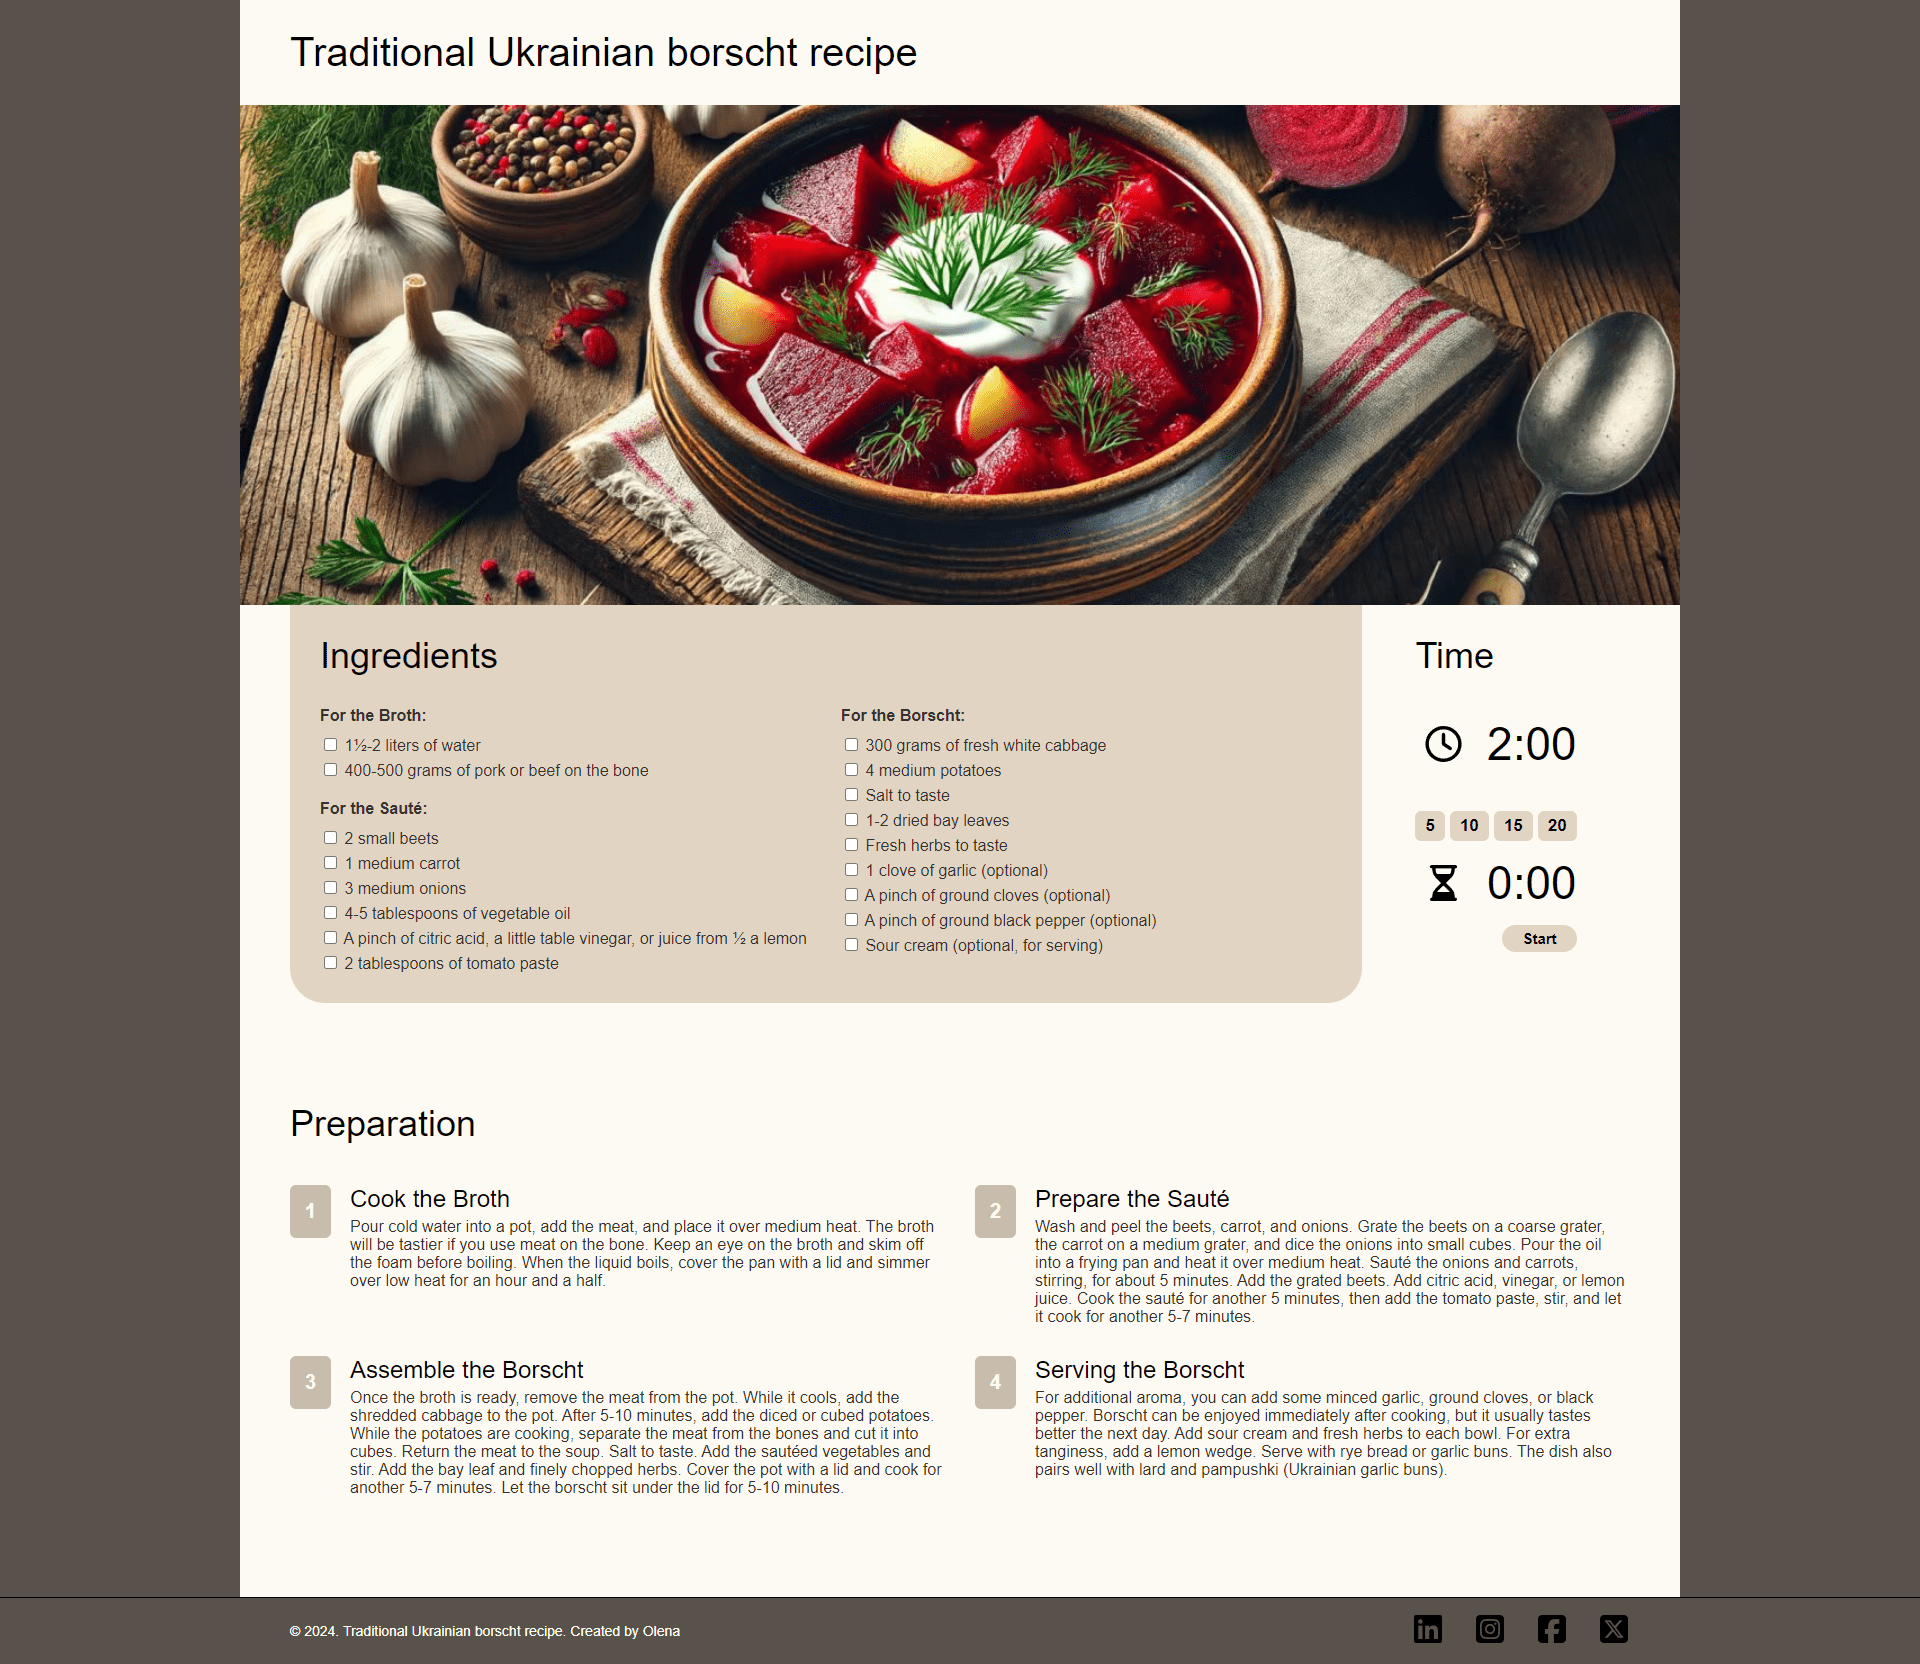 Traditional Ukrainian borscht recipe
Ingredients
For the Broth:
1½-2 liters of water
400-500 grams of pork or beef on the bone
For the Sauté:
2 small beets
1 medium carrot
3 medium onions
4-5 tablespoons of vegetable oil
A pinch of citric acid, a little table vinegar, or juice from ½ a lemon
2 tablespoons of tomato paste
For the Borscht:
300 grams of fresh white cabbage
4 medium potatoes
Salt to taste
1-2 dried bay leaves
Fresh herbs to taste
1 clove of garlic (optional)
A pinch of ground cloves (optional)
A pinch of ground black pepper (optional)
Sour cream (optional, for serving)
Time
2:00
5 10 15 20
0:00
Start
Preparation
1
Cook the Broth
Pour cold water into a pot, add the meat, and place it over medium heat. The broth
will be tastier if you use meat on the bone. Keep an eye on the broth and skim off
the foam before boiling. When the liquid boils, cover the pan with a lid and simmer
over low heat for an hour and a half.
2
Prepare the Sauté
Wash and peel the beets, carrot, and onions. Grate the beets on a coarse grater,
the carrot on a medium grater, and dice the onions into small cubes. Pour the oil
into a frying pan and heat it over medium heat. Sauté the onions and carrots,
stirring, for about 5 minutes. Add the grated beets. Add citric acid, vinegar, or lemon
juice. Cook the sauté for another 5 minutes, then add the tomato paste, stir, and let
it cook for another 5-7 minutes.
3
Assemble the Borscht
Once the broth is ready, remove the meat from the pot. While it cools, add the
shredded cabbage to the pot. After 5-10 minutes, add the diced or cubed potatoes.
While the potatoes are cooking, separate the meat from the bones and cut it into
cubes. Return the meat to the soup. Salt to taste. Add the sautéed vegetables and
stir. Add the bay leaf and finely chopped herbs. Cover the pot with a lid and cook for
another 5-7 minutes. Let the borscht sit under the lid for 5-10 minutes.
4
Serving the Borscht
For additional aroma, you can add some minced garlic, ground cloves, or black
pepper. Borscht can be enjoyed immediately after cooking, but it usually tastes
better the next day. Add sour cream and fresh herbs to each bowl. For extra
tanginess, add a lemon wedge. Serve with rye bread or garlic buns. The dish also
pairs well with lard and pampushki (Ukrainian garlic buns).
© 2024. Traditional Ukrainian borscht recipe. Created by Olena